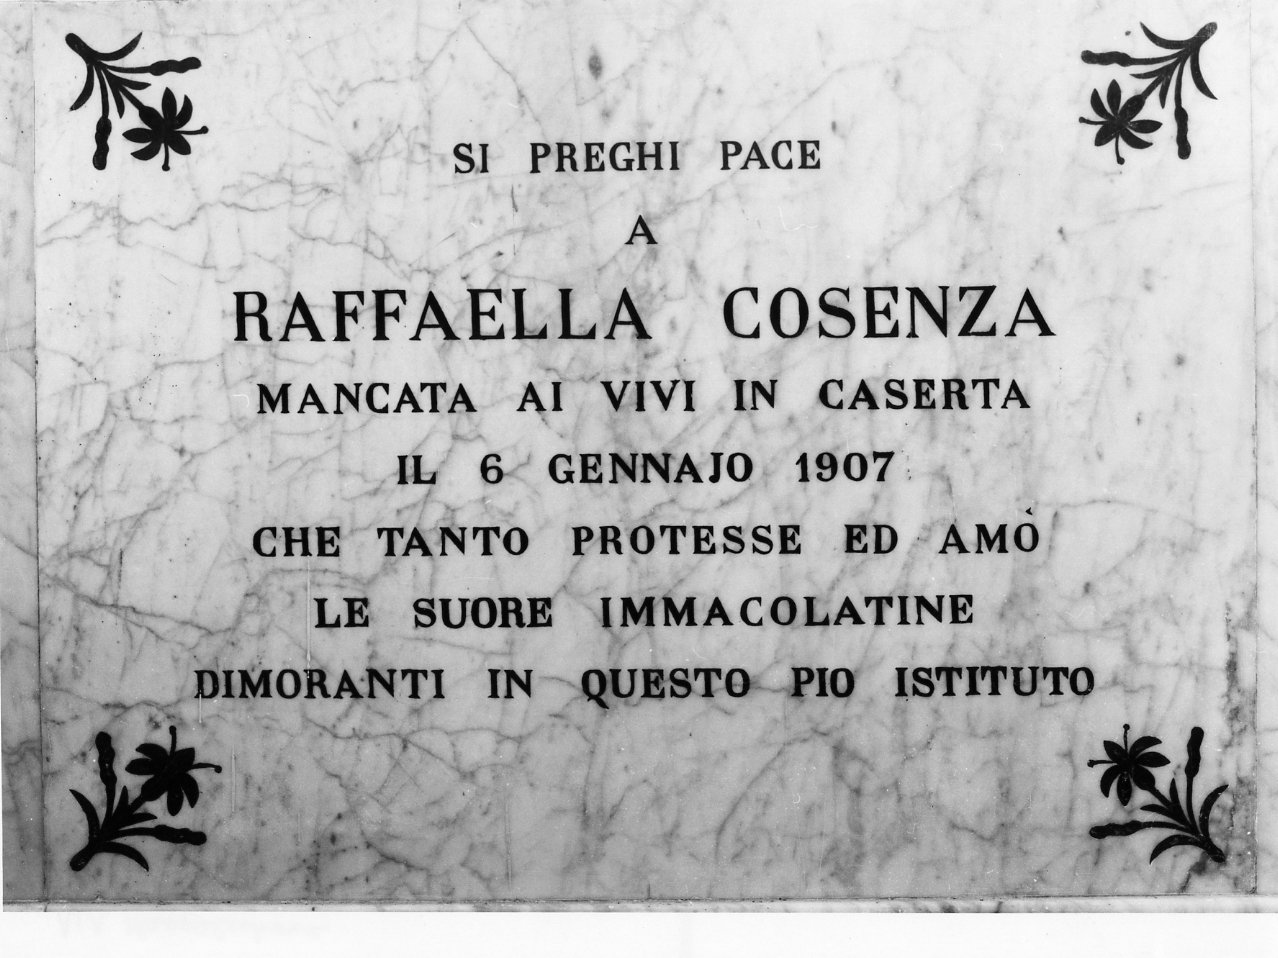 SI PREGHI PACE
A
RAFFAELLA COSENZA
MANCATA AI VIVI IN CASERTA
IL 6 GENNAJO 1907
CHE TANTO PROTESSE ED AMÒ
LE SUORE IMMACOLATINE
DIMORANTI IN QUESTO PIO ISTITUTO